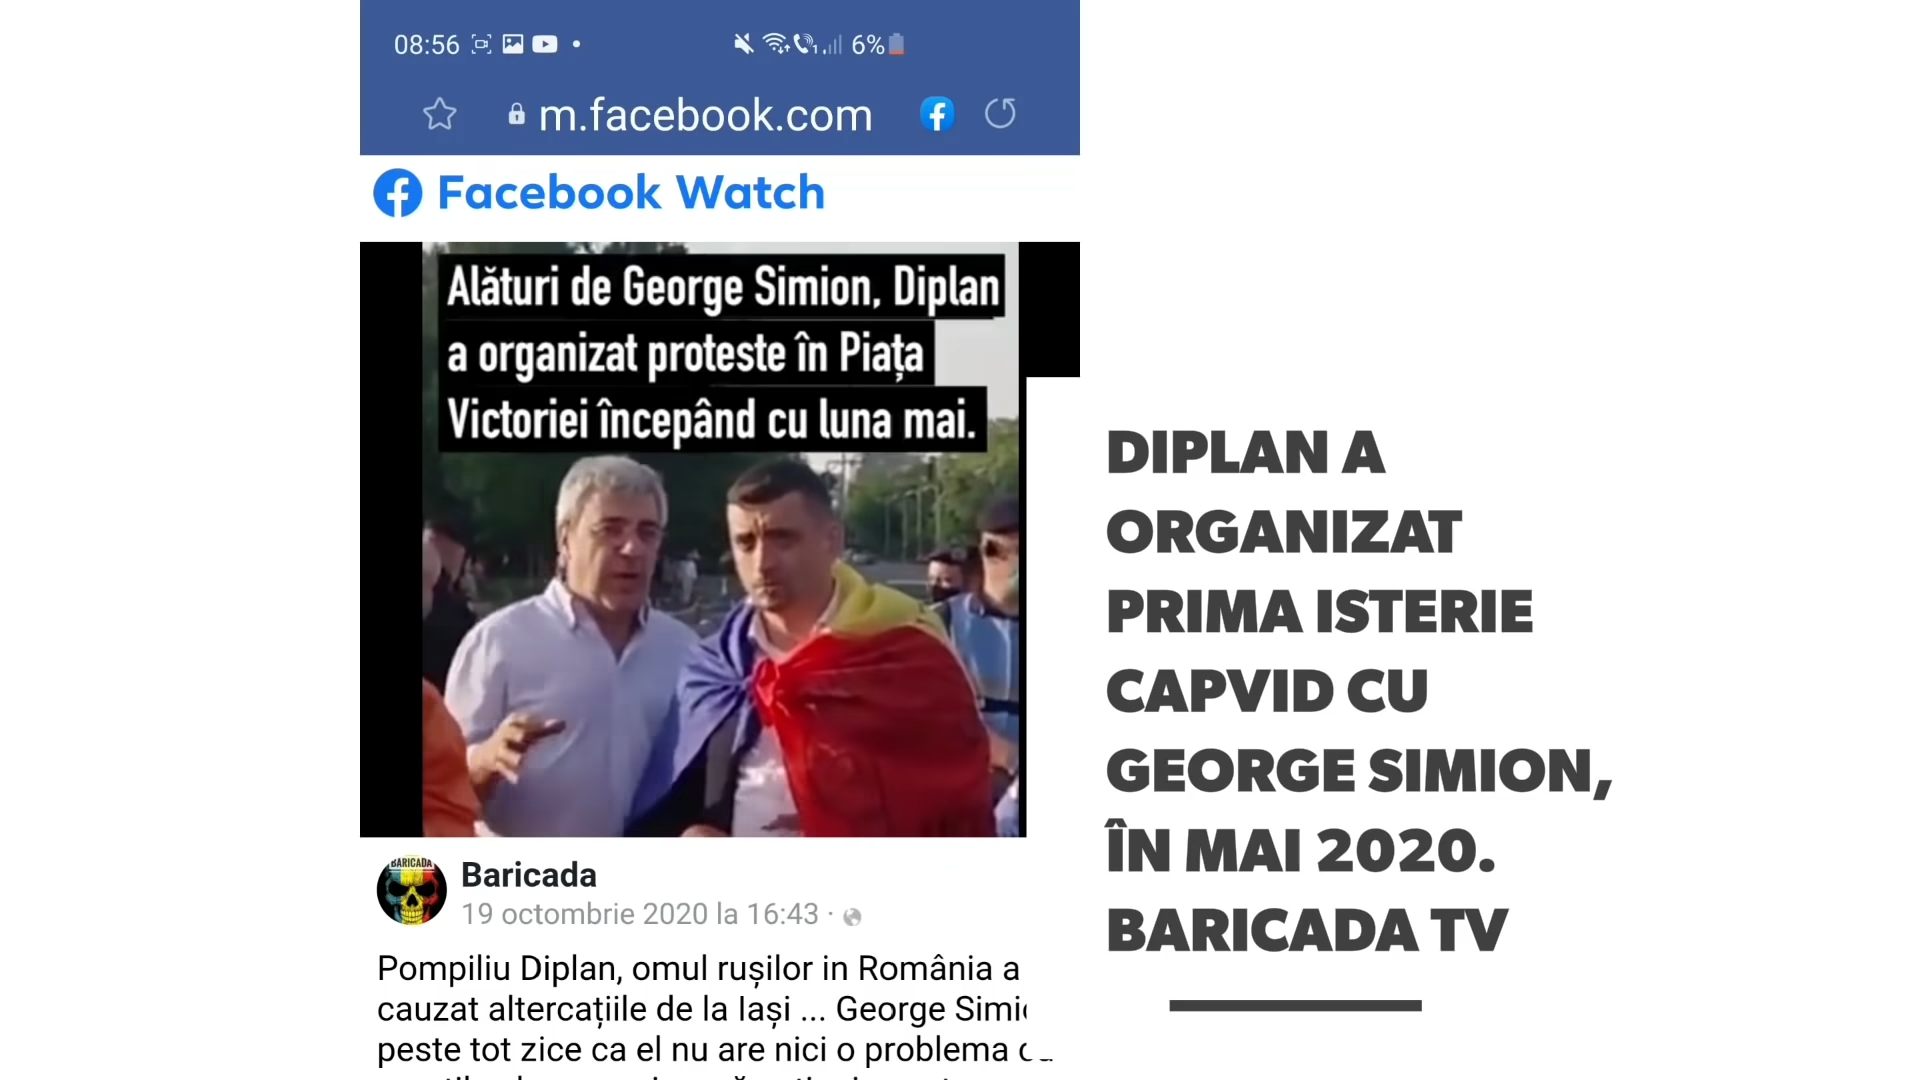 08:56
6%
m.facebook.com
Facebook Watch
Alături de George Simion, Diplan
a organizat proteste în Piața
Victoriei începând cu luna mai.
BARICADA
Baricada
19 octombrie 2020 la 16:43 ·
Pompiliu Diplan, omul rușilor in România a
cauzat altercațiile de la Iași ... George
peste tot zice ca el nu are nici o problema
DIPLAN A
ORGANIZAT
PRIMA ISTERIE
CAPVID CU
GEORGE SIMION,
ÎN MAI 2020.
BARICADA TV